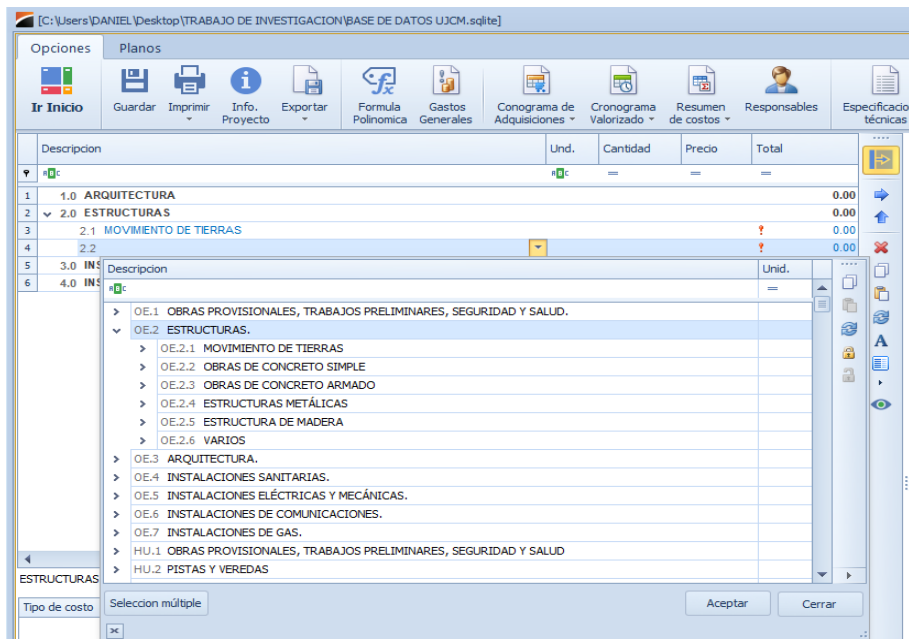 [C:\Users\DANIEL\Desktop\TRABAJO DE INVESTIGACION\BASE DE DATOS UJCM.sqlite]
Opciones Planos
Ir Inicio Guardar Imprimir Info. Proyecto Exportar Formula Polinomica Gastos Generales Conograma de Adquisiciones Cronograma Valorizado Resumen de costos Responsables Especificacio técnicas
Descripcion Und. Cantidad Precio Total
ABC ABC = = =
1 1.0 ARQUITECTURA 0.00
2 2.0 ESTRUCTURAS 0.00
3 2.1 MOVIMIENTO DE TIERRAS 0.00
4 2.2 0.00
5 3.0 INS
6 4.0 INS
Descripcion Unid.
ABC =
OE.1 OBRAS PROVISIONALES, TRABAJOS PRELIMINARES, SEGURIDAD Y SALUD.
OE.2 ESTRUCTURAS.
OE.2.1 MOVIMIENTO DE TIERRAS
OE.2.2 OBRAS DE CONCRETO SIMPLE
OE.2.3 OBRAS DE CONCRETO ARMADO
OE.2.4 ESTRUCTURAS METÁLICAS
OE.2.5 ESTRUCTURA DE MADERA
OE.2.6 VARIOS
OE.3 ARQUITECTURA.
OE.4 INSTALACIONES SANITARIAS.
OE.5 INSTALACIONES ELÉCTRICAS Y MECÁNICAS.
OE.6 INSTALACIONES DE COMUNICACIONES.
OE.7 INSTALACIONES DE GAS.
HU.1 OBRAS PROVISIONALES, TRABAJOS PRELIMINARES, SEGURIDAD Y SALUD
HU.2 PISTAS Y VEREDAS
ESTRUCTURAS
Tipo de costo Seleccion múltiple Aceptar Cerrar